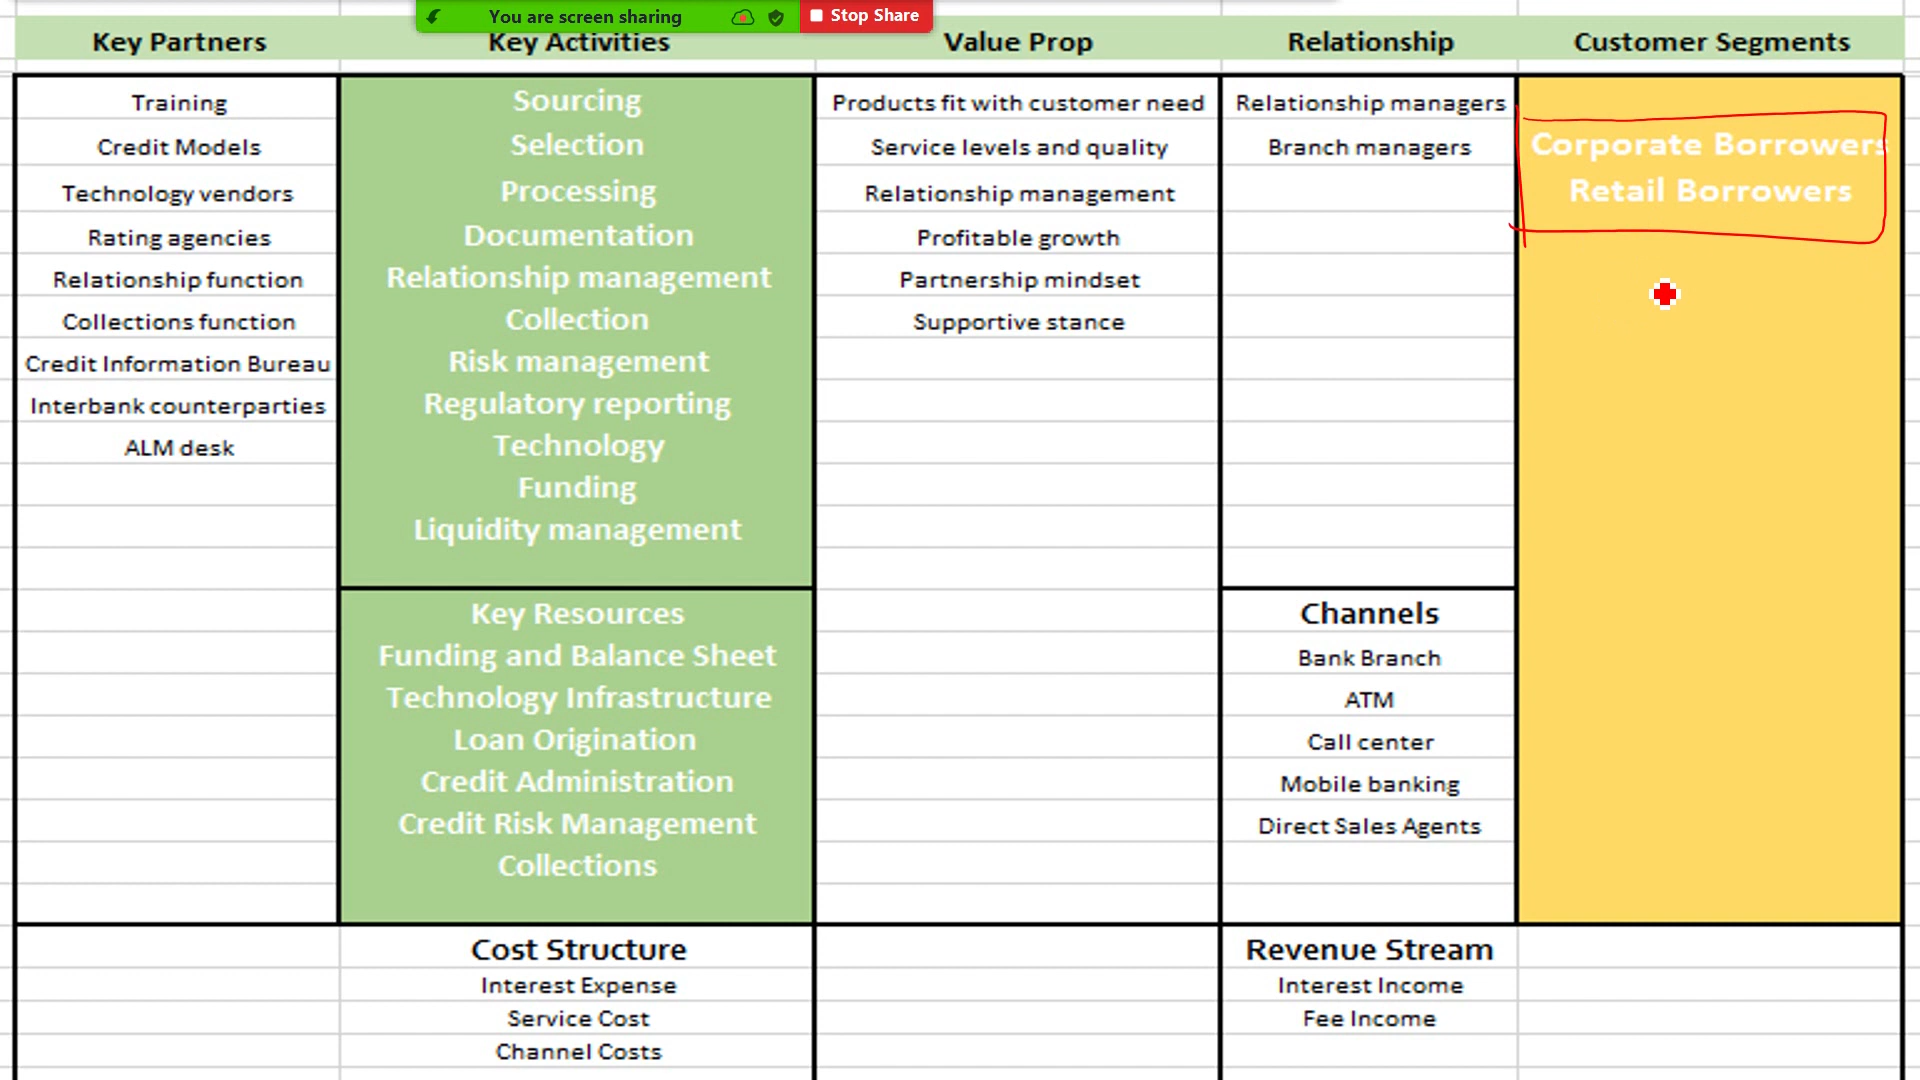 You are screen sharing
Stop Share
Key Partners
Key Activities
Value Prop
Relationship
Customer Segments
Training
Credit Models
Technology vendors
Rating agencies
Relationship function
Collections function
Credit Information Bureau
Interbank counterparties
ALM desk
Sourcing
Selection
Processing
Documentation
Relationship management
Collection
Risk management
Regulatory reporting
Technology
Funding
Liquidity management
Key Resources
Funding and Balance Sheet
Technology Infrastructure
Loan Origination
Credit Administration
Credit Risk Management
Collections
Products fit with customer need
Service levels and quality
Relationship management
Profitable growth
Partnership mindset
Supportive stance
Relationship managers
Branch managers
Channels
Bank Branch
ATM
Call center
Mobile banking
Direct Sales Agents
Corporate Borrowers
Retail Borrowers
Cost Structure
Interest Expense
Service Cost
Channel Costs
Revenue Stream
Interest Income
Fee Income